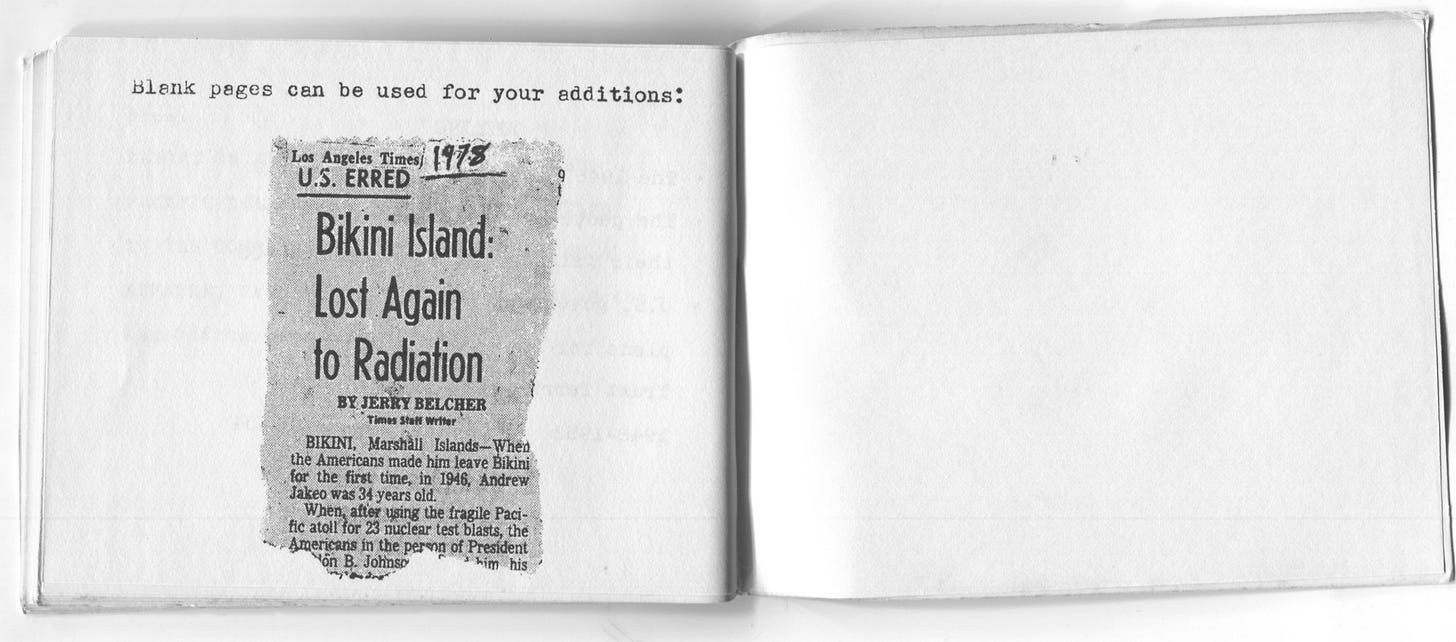 Blank pages can be used for your additions:
Los Angeles Times 1978
U.S. ERRED
Bikini Island:
Lost Again
to Radiation
BY JERRY BELCHER
Times Staff Writer
BIKINI, Marshall Islands—When
the Americans made him leave Bikini
for the first time, in 1946, Andrew
Jakeo was 34 years old.
When, after using the fragile Paci-
fic atoll for 23 nuclear test blasts, the
Americans in the person of President
B. him his